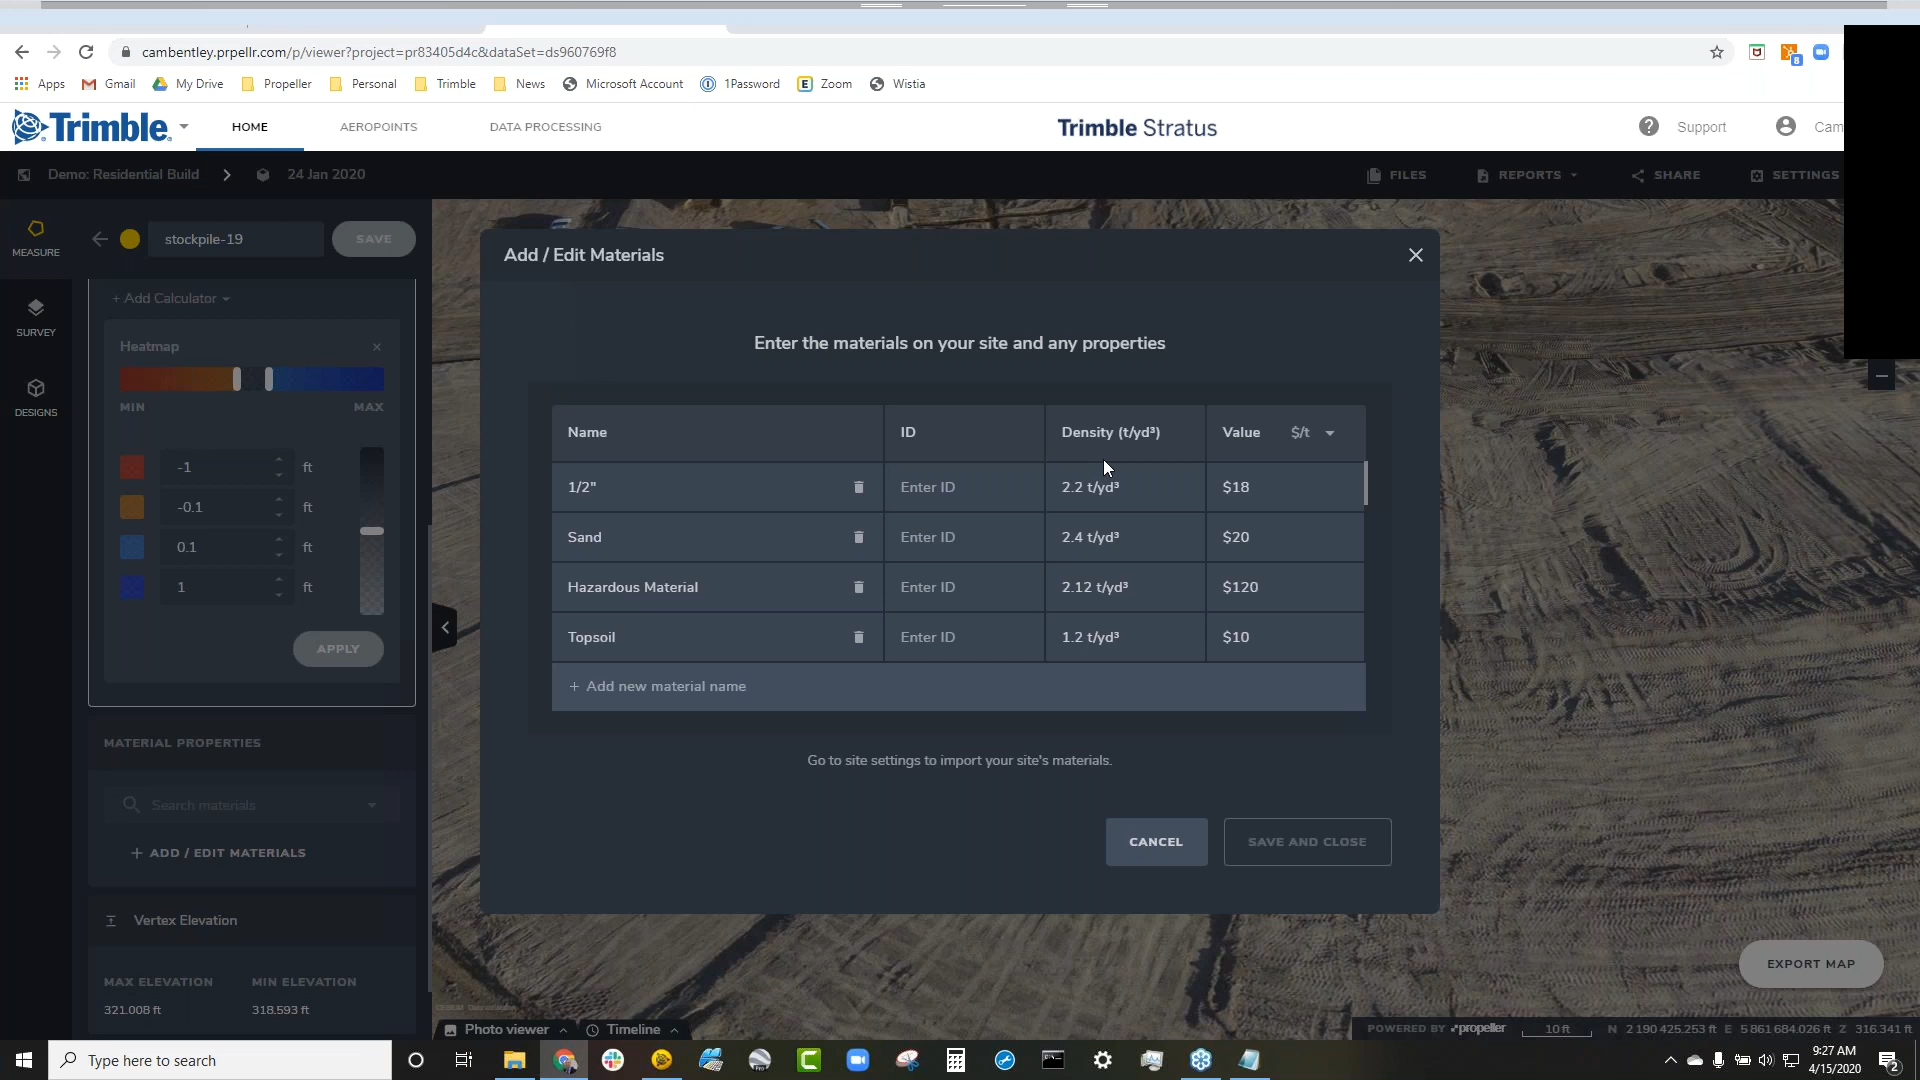 cambentley.prpellr.com/p/viewer?project=pr83405d4c&dataSet=ds960769f8
Apps Gmail My Drive Propeller Personal Trimble News Microsoft Account 1Password E Zoom Wistia
8
Trimble HOME AEROPOINTS DATA PROCESSING Trimble Stratus ? Support Cam
Demo: Residential Build > 24 Jan 2020 FILES REPORTS SHARE SETTINGS
MEASURE
SURVEY
DESIGNS
stockpile-19 SAVE
+ Add Calculator
Heatmap ×
MIN MAX
-1 ft
-0.1 ft
0.1 ft
1 ft
APPLY
MATERIAL PROPERTIES
Search materials
+ ADD / EDIT MATERIALS
Vertex Elevation
MAX ELEVATION MIN ELEVATION
321.008 ft 318.593 ft
Add / Edit Materials
Enter the materials on your site and any properties
Name ID Density (t/yd³) Value $/t
1/2" Enter ID 2.2 t/yd³ $18
Sand Enter ID 2.4 t/yd³ $20
Hazardous Material Enter ID 2.12 t/yd³ $120
Topsoil Enter ID 1.2 t/yd³ $10
+ Add new material name
Go to site settings to import your site's materials.
CANCEL SAVE AND CLOSE
EXPORT MAP
Photo viewer Timeline
POWERED BY propeller 10 ft N 2 190 425.253 ft E 5 861 684.026 ft Z 316.341 ft
Type here to search
9:27 AM
4/15/2020
2